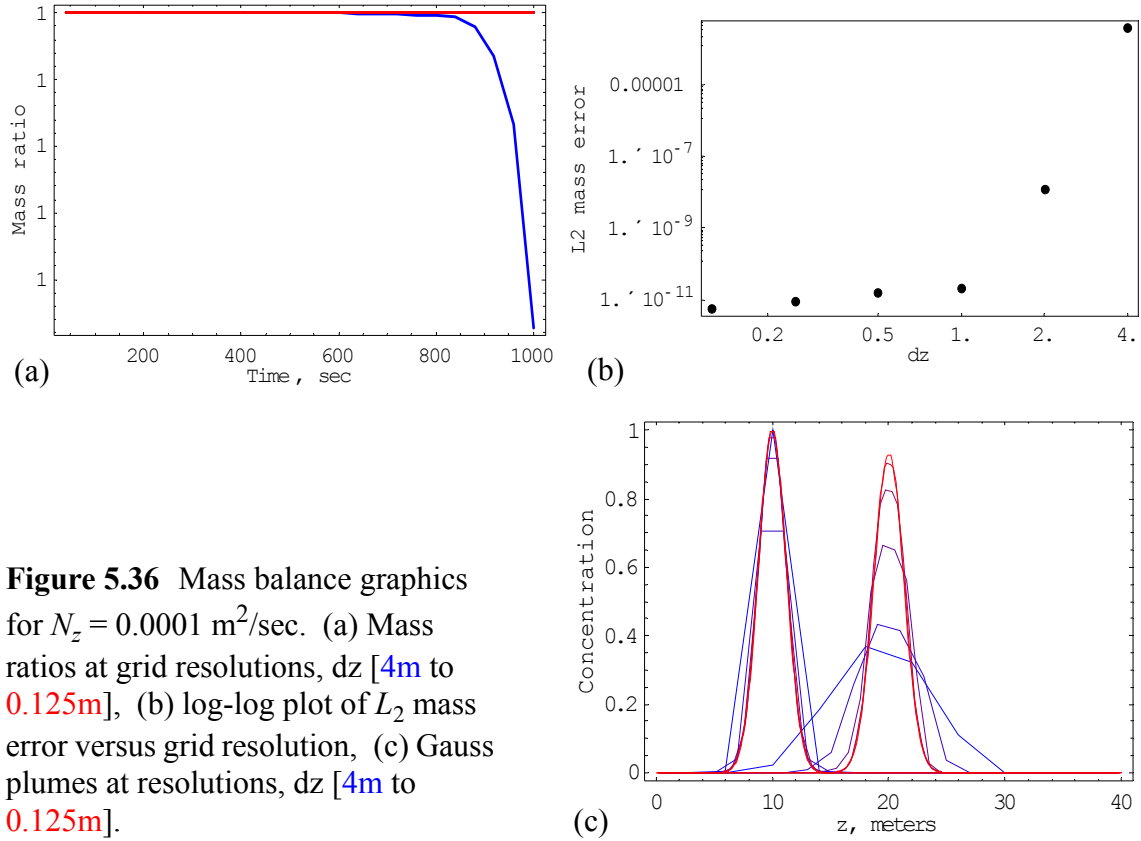 1
1
1
1
1
Mass ratio
200 400 600 800 1000
Time, sec
(a)
0.00001
1.´10-7
1.´10-9
1.´10-11
L2 mass error
0.2 0.5 1. 2. 4.
dz
(b)
Figure 5.36 Mass balance graphics
for Nz = 0.0001 m2/sec. (a) Mass
ratios at grid resolutions, dz [4m to
0.125m], (b) log-log plot of L2 mass
error versus grid resolution, (c) Gauss
plumes at resolutions, dz [4m to
0.125m].
1
0.8
0.6
0.4
0.2
0
Concentration
0 10 20 30 40
z, meters
(c)